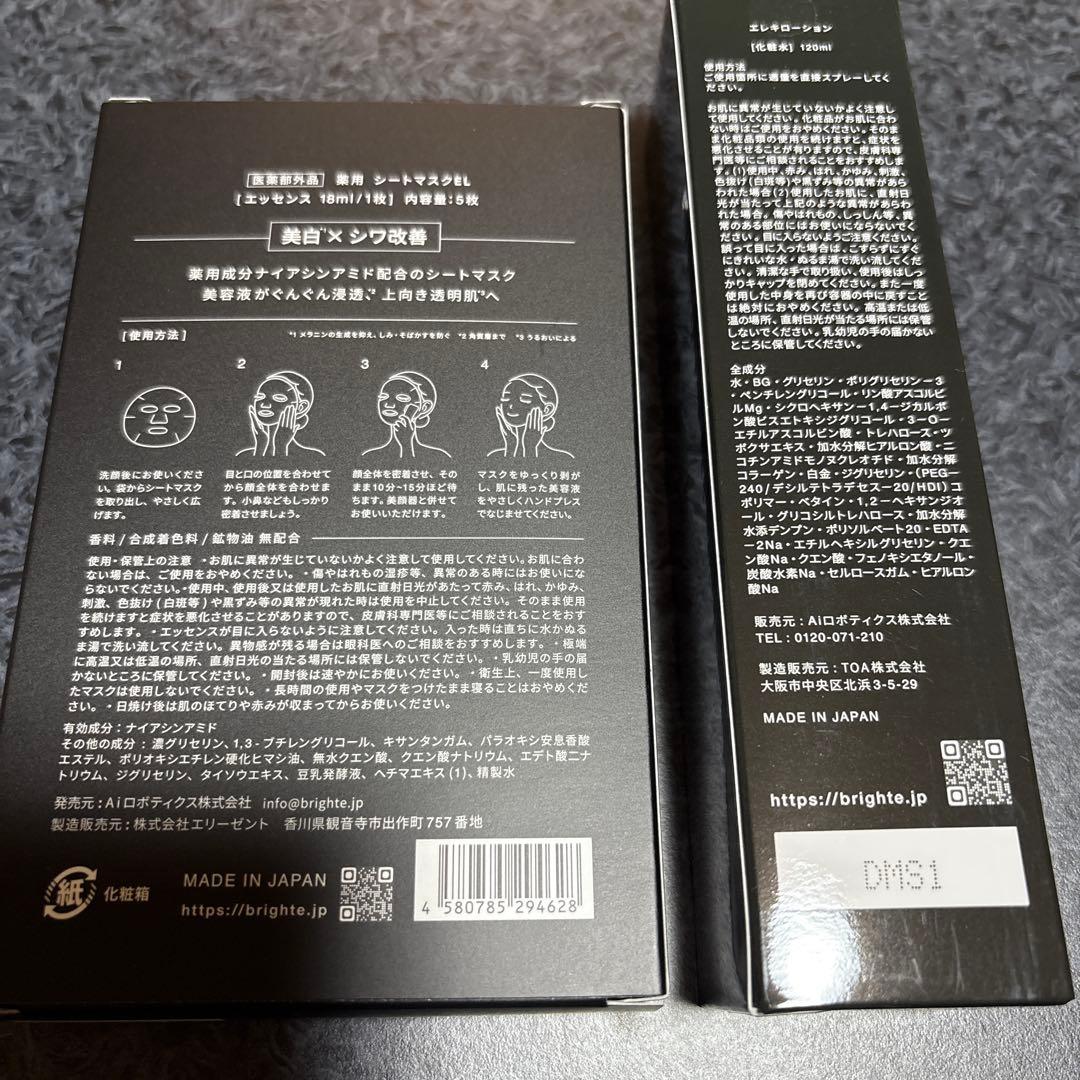 医薬部外品 薬用 シートマスクEL
[エッセンス 18ml/1枚] 内容量:5枚
美白*1×シワ改善
薬用成分ナイアシンアミド配合のシートマスク
美容液がぐんぐん浸透、*2 上向き透明肌*3へ
[使用方法]
*1 メラニンの生成を抑え、しみ・そばかすを防ぐ *2 角質層まで *3 うるおいによる
1
洗顔後にお使いくださ
い。袋からシートマスク
を取り出し、やさしく広
げます。
2
目と口の位置を合わせて
から顔全体を合わせま
す。小鼻などもしっかり
密着させましょう。
3
顔全体を密着させ、その
まま10分~15分ほど待
ちます。美顔器と併せて
お使いいただけます。
4
マスクをゆっくり剥が
し、肌に残った美容液
をやさしくハンドプレス
でなじませてください。
香料/合成着色料/鉱物油 無配合
使用・保管上の注意 ・お肌に異常が生じていないかよく注意して使用してください。お肌に合わ
ない場合は、ご使用をおやめください。・傷やはれもの湿疹等、異常のある時にはお使いにな
らないでください。・使用中、使用後又は使用したお肌に直射日光があたって赤み、はれ、かゆみ、
刺激、色抜け(白斑等)や黒ずみ等の異常が現れた時は使用を中止してください。そのまま使用
を続けますと症状を悪化させることがありますので、皮膚科専門医等にご相談されることをおすす
めします。・エッセンスが目に入らないように注意してください。入った時は直ちに水かぬる
ま湯で洗い流してください。異物感が残る場合は眼科医へのご相談をおすすめします。・極端
に高温又は低温の場所、直射日光の当たる場所には保管しないでください。・乳幼児の手の届
かないところに保管してください。・開封後は速やかにお使いください。・衛生上、一度使用し
たマスクは使用しないでください。・長時間の使用やマスクをつけたまま寝ることはおやめくだ
さい。・日焼け後は肌のほてりや赤みが収まってからお使いください。
有効成分:ナイアシンアミド
その他の成分:濃グリセリン、1,3-ブチレングリコール、キサンタンガム、パラオキシ安息香酸
エステル、ポリオキシエチレン硬化ヒマシ油、無水クエン酸、クエン酸ナトリウム、エデト酸二ナ
トリウム、ジグリセリン、タイソウエキス、豆乳発酵液、ヘチマエキス(1)、精製水
発売元:Aiロボティクス株式会社 info@brighte.jp
製造販売元:株式会社エリーゼント 香川県観音寺市出作町757番地
紙 化粧箱
MADE IN JAPAN
https://brighte.jp
4 580785 294628
エレキローション
[化粧水] 120ml
使用方法
ご使用箇所に適量を直接スプレーしてく
ださい。
お肌に異常が生じていないかよく注意し
て使用してください。化粧品がお肌に合わ
ない時はご使用をおやめください。そのま
ま化粧品類の使用を続けますと、症状を
悪化させることが有りますので、皮膚科専
門医等にご相談されることをおすすめしま
す。(1)使用中、赤み、はれ、かゆみ、刺激、
色抜け(白斑等)や黒ずみ等の異常があら
われた場合(2)使用したお肌に、直射日
光が当たって上記のような異常があらわ
れた場合。傷やはれもの、しっしん等、異
常のある部位にはお使いにならないでく
ださい。目に入らないようご注意ください。
誤って目に入った場合は、こすらずにすぐ
にきれいな水・ぬるま湯で洗い流してくだ
さい。清潔な手で取り扱い、使用後はしっ
かりキャップを閉めてください。また一度
使用した中身を再び容器の中に戻すこと
は絶対におやめください。高温または低
温の場所、直射日光が当たる場所には保管
しないでください。乳幼児の手の届かない
ところに保管してください。
全成分
水・BG・グリセリン・ポリグリセリン-3
・ペンチレングリコール・リン酸アスコルビ
ルMg・シクロヘキサン-1,4-ジカルボ
ン酸ビスエトキシジグリコール・3-O-
エチルアスコルビン酸・トレハロース・ツ
ボクサエキス・加水分解ヒアルロン酸・ニ
コチンアミドモノヌクレオチド・加水分解
コラーゲン・白金・ジグリセリン・(PEG-
240/デシルテトラデセス-20/HDI)コ
ポリマー・ベタイン・1,2-ヘキサンジオ
ール・グリコシルトレハロース・加水分解
水添デンプン・ポリソルベート20・EDTA
-2Na・エチルヘキシルグリセリン・クエ
ン酸Na・クエン酸・フェノキシエタノール・
炭酸水素Na・セルロースガム・ヒアルロン
酸Na
販売元:Aiロボティクス株式会社
TEL:0120-071-210
製造販売元:TOA株式会社
大阪市中央区北浜3-5-29
MADE IN JAPAN
https://brighte.jp
DMS1